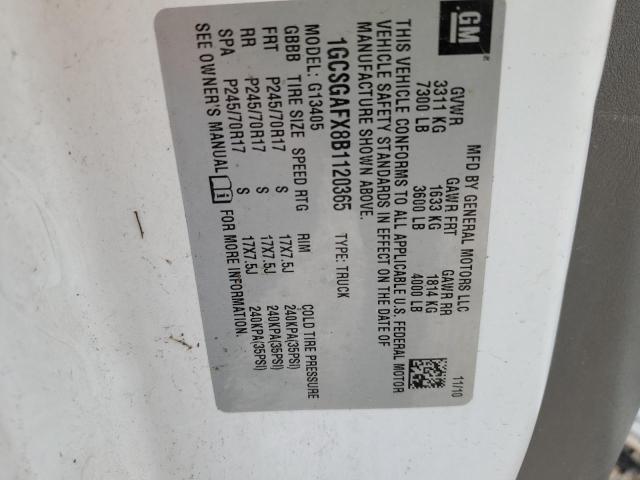 GM
MFD BY GENERAL MOTORS LLC 11/10
GVWR GAWR FRT GAWR RR
3311 KG 1633 KG 1814 KG
7300 LB 3600 LB 4000 LB
THIS VEHICLE CONFORMS TO ALL APPLICABLE U.S. FEDERAL MOTOR
VEHICLE SAFETY STANDARDS IN EFFECT ON THE DATE OF
MANUFACTURE SHOWN ABOVE.
1GCSGAFX8B1120365 TYPE: TRUCK
MODEL: G13405
GBBB TIRE SIZE SPEED RTG RIM COLD TIRE PRESSURE
FRT P245/70R17 S 17X7.5J 240KPA(35PSI)
RR P245/70R17 S 17X7.5J 240KPA(35PSI)
SPA P245/70R17 S 17X7.5J 240KPA(35PSI)
SEE OWNER'S MANUAL FOR MORE INFORMATION.